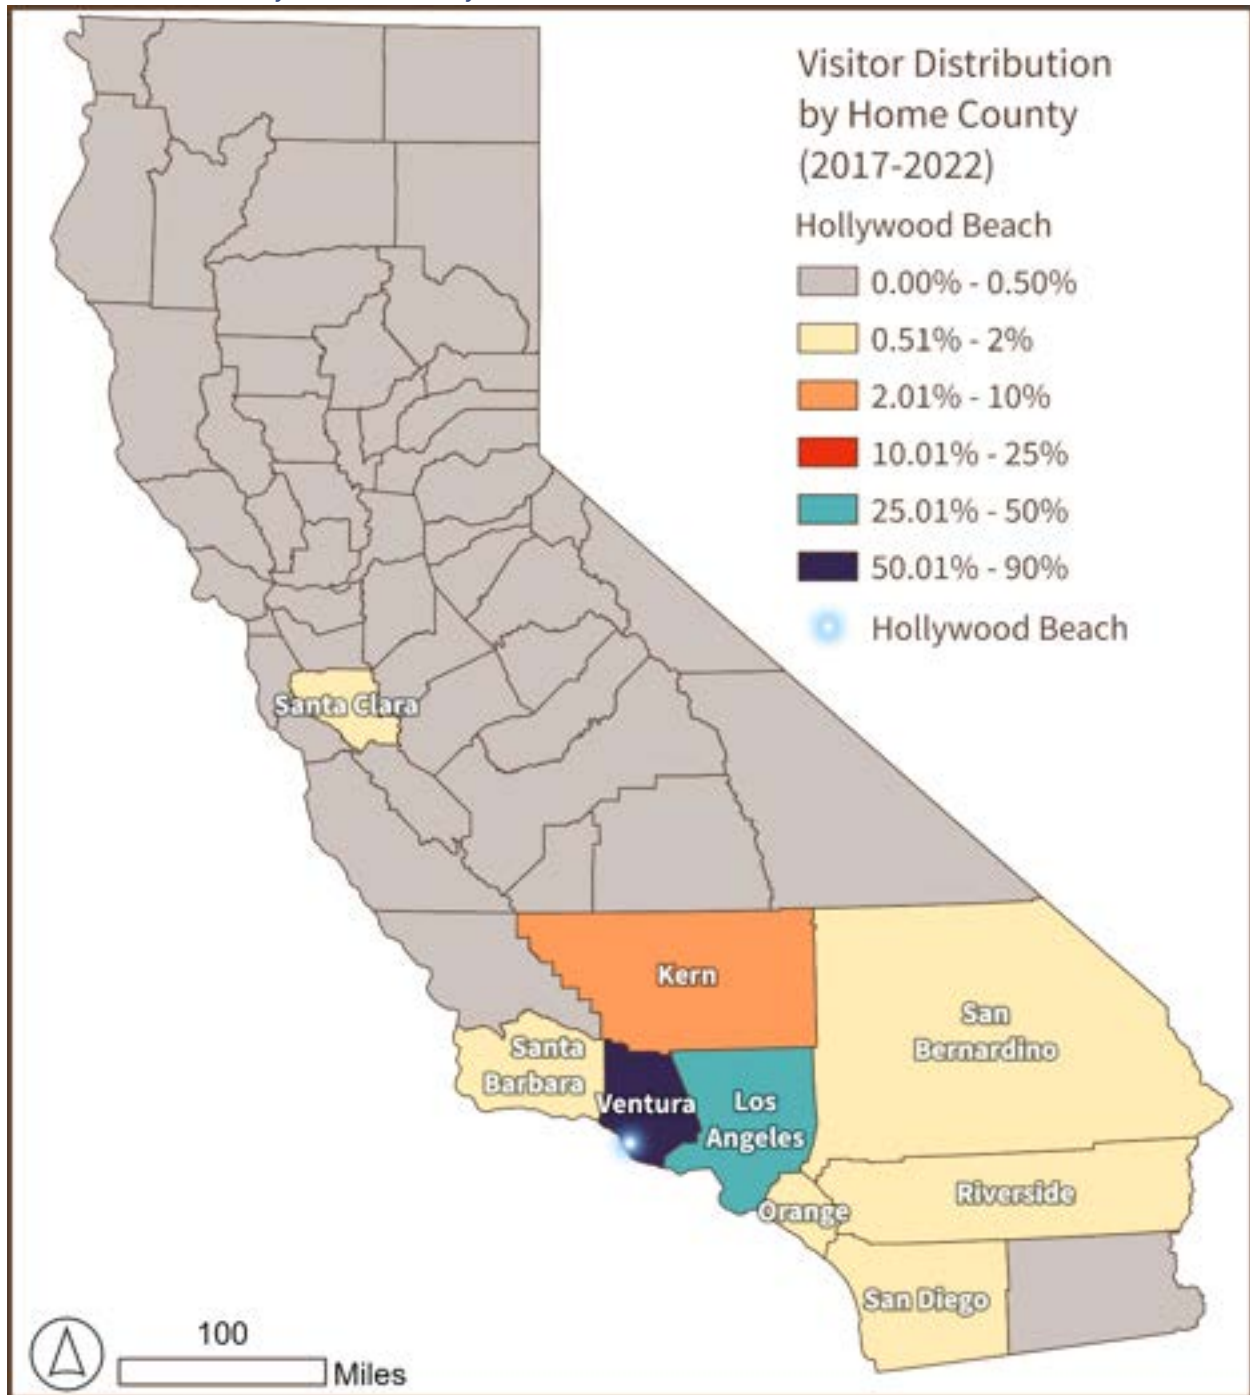 Visitor Distribution
by Home County
(2017-2022)
Hollywood Beach
0.00% - 0.50%
0.51% - 2%
2.01% - 10%
10.01% - 25%
25.01% - 50%
50.01% - 90%
Hollywood Beach
Santa Clara
Kern
San
Bernardino
Santa
Barbara
Ventura
Los
Angeles
Riverside
Orange
San Diego
100
Miles